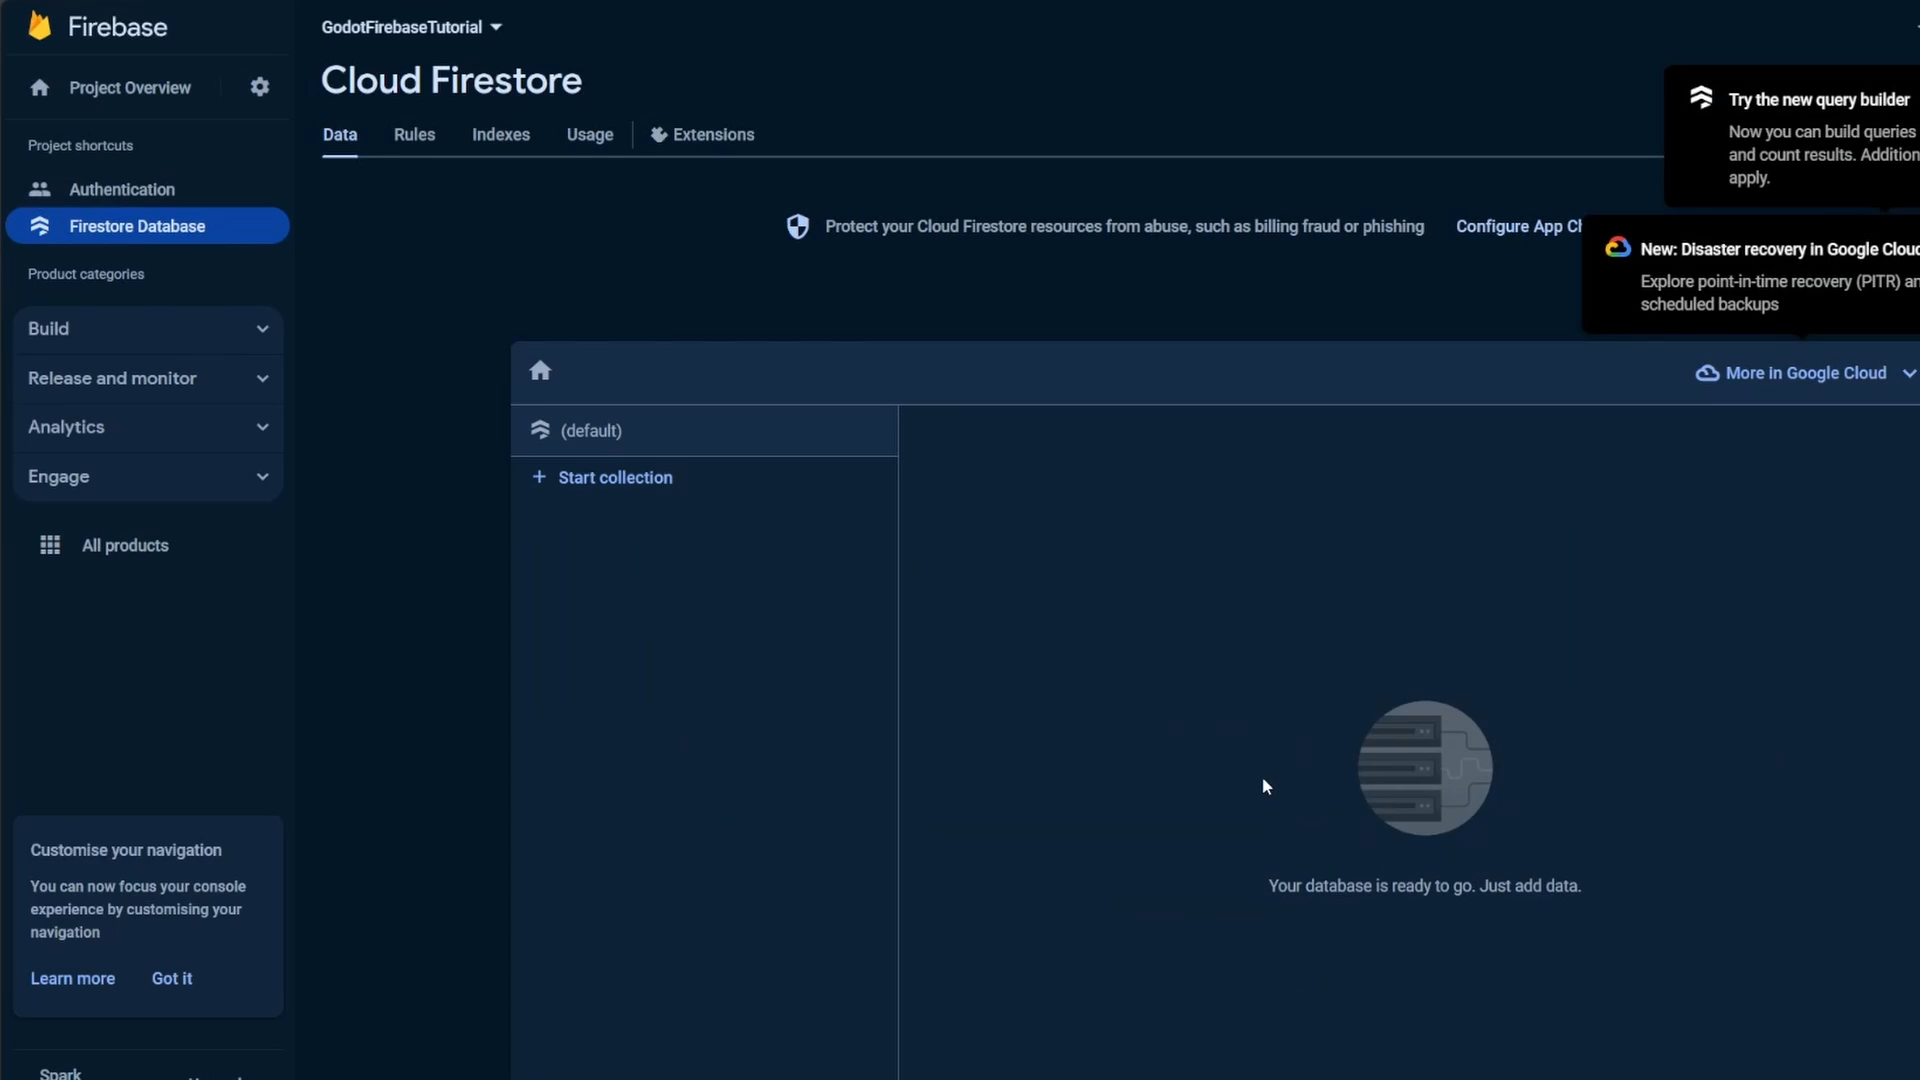 Firebase
GodotFirebaseTutorial
Project Overview
Cloud Firestore
Data
Rules
Indexes
Usage
Extensions
Try the new query builder
Now you can build queries
and count results. Addition
apply.
Project shortcuts
Authentication
Firestore Database
Protect your Cloud Firestore resources from abuse, such as billing fraud or phishing
Configure App Ch
New: Disaster recovery in Google Cloud
Explore point-in-time recovery (PITR) an
scheduled backups
Product categories
Build
Release and monitor
Analytics
Engage
All products
More in Google Cloud
(default)
+ Start collection
Your database is ready to go. Just add data.
Customise your navigation
You can now focus your console
experience by customising your
navigation
Learn more
Got it
Spark